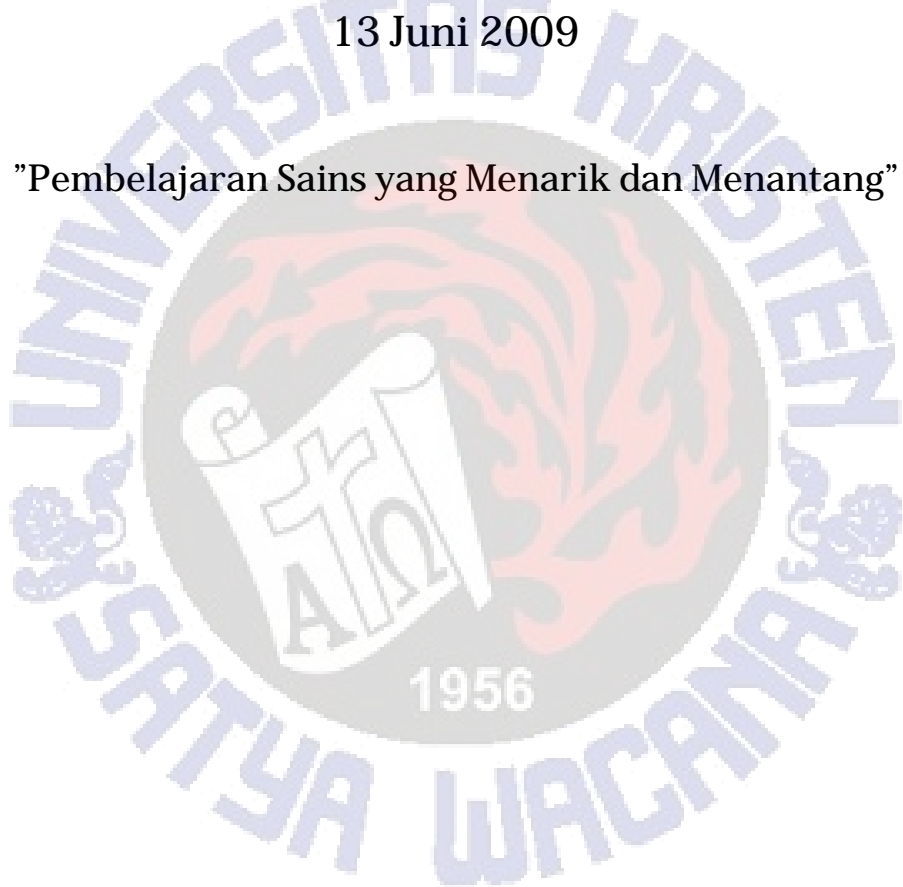 13 Juni 2009
”Pembelajaran Sains yang Menarik dan Menantang”
UNIVERSITAS KRISTEN
Α Ω
1956
SATYA WACANA